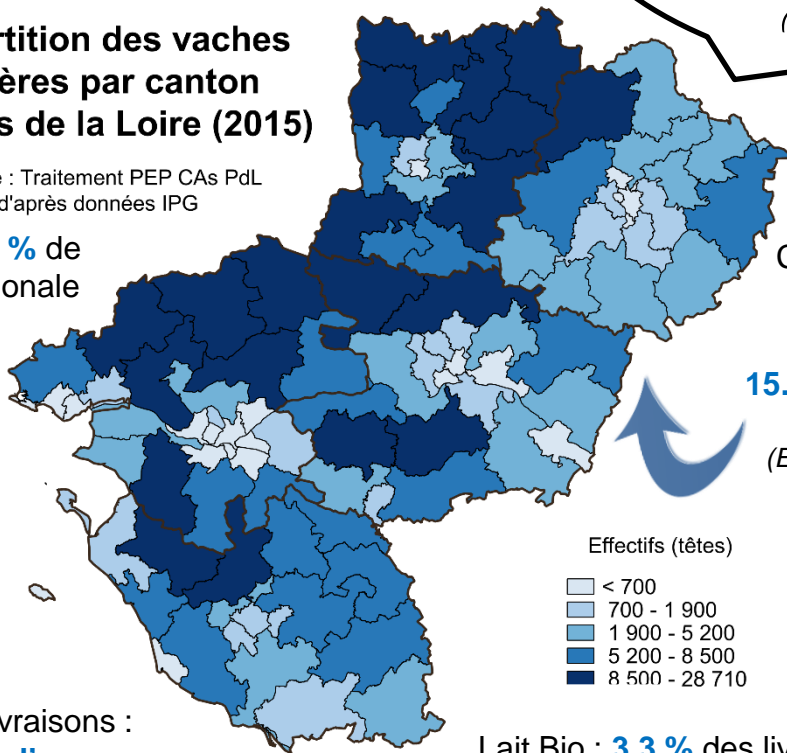 rtition des vaches
ères par canton
s de la Loire (2015)
e : Traitement PEP CAs PdL
d'après données IPG
% de
onale
(
C
15.
(E
Effectifs (têtes)
< 700
700 - 1 900
1 900 - 5 200
5 200 - 8 500
8 500 - 28 710
vraisons :
Lait Bio : 3,3 % des liv